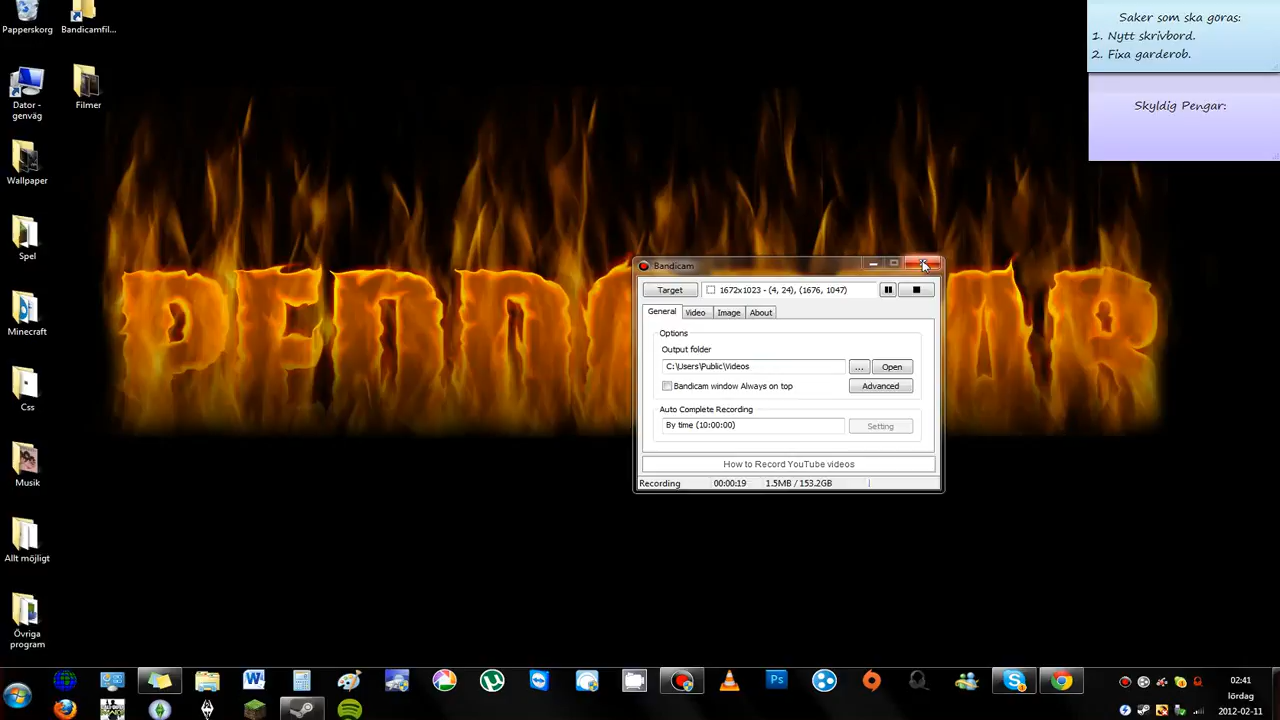 Papperskorg
Bandicamfil...
Dator -
genväg
Filmer
Wallpaper
Spel
Minecraft
Css
Musik
Allt möjligt
Övriga
program
Saker som ska goras:
1. Nytt skrivbord.
2. Fixa garderob.
Skyldig Pengar:
Bandicam
Target
1672x1023 - (4, 24), (1676, 1047)
General Video Image About
Options
Output folder
C:\Users\Public\Videos
... Open
Bandicam window Always on top
Advanced
Auto Complete Recording
By time (10:00:00)
Setting
How to Record YouTube videos
Recording 00:00:19 1.5MB / 153.2GB
W
Ps
02:41
lördag
2012-02-11